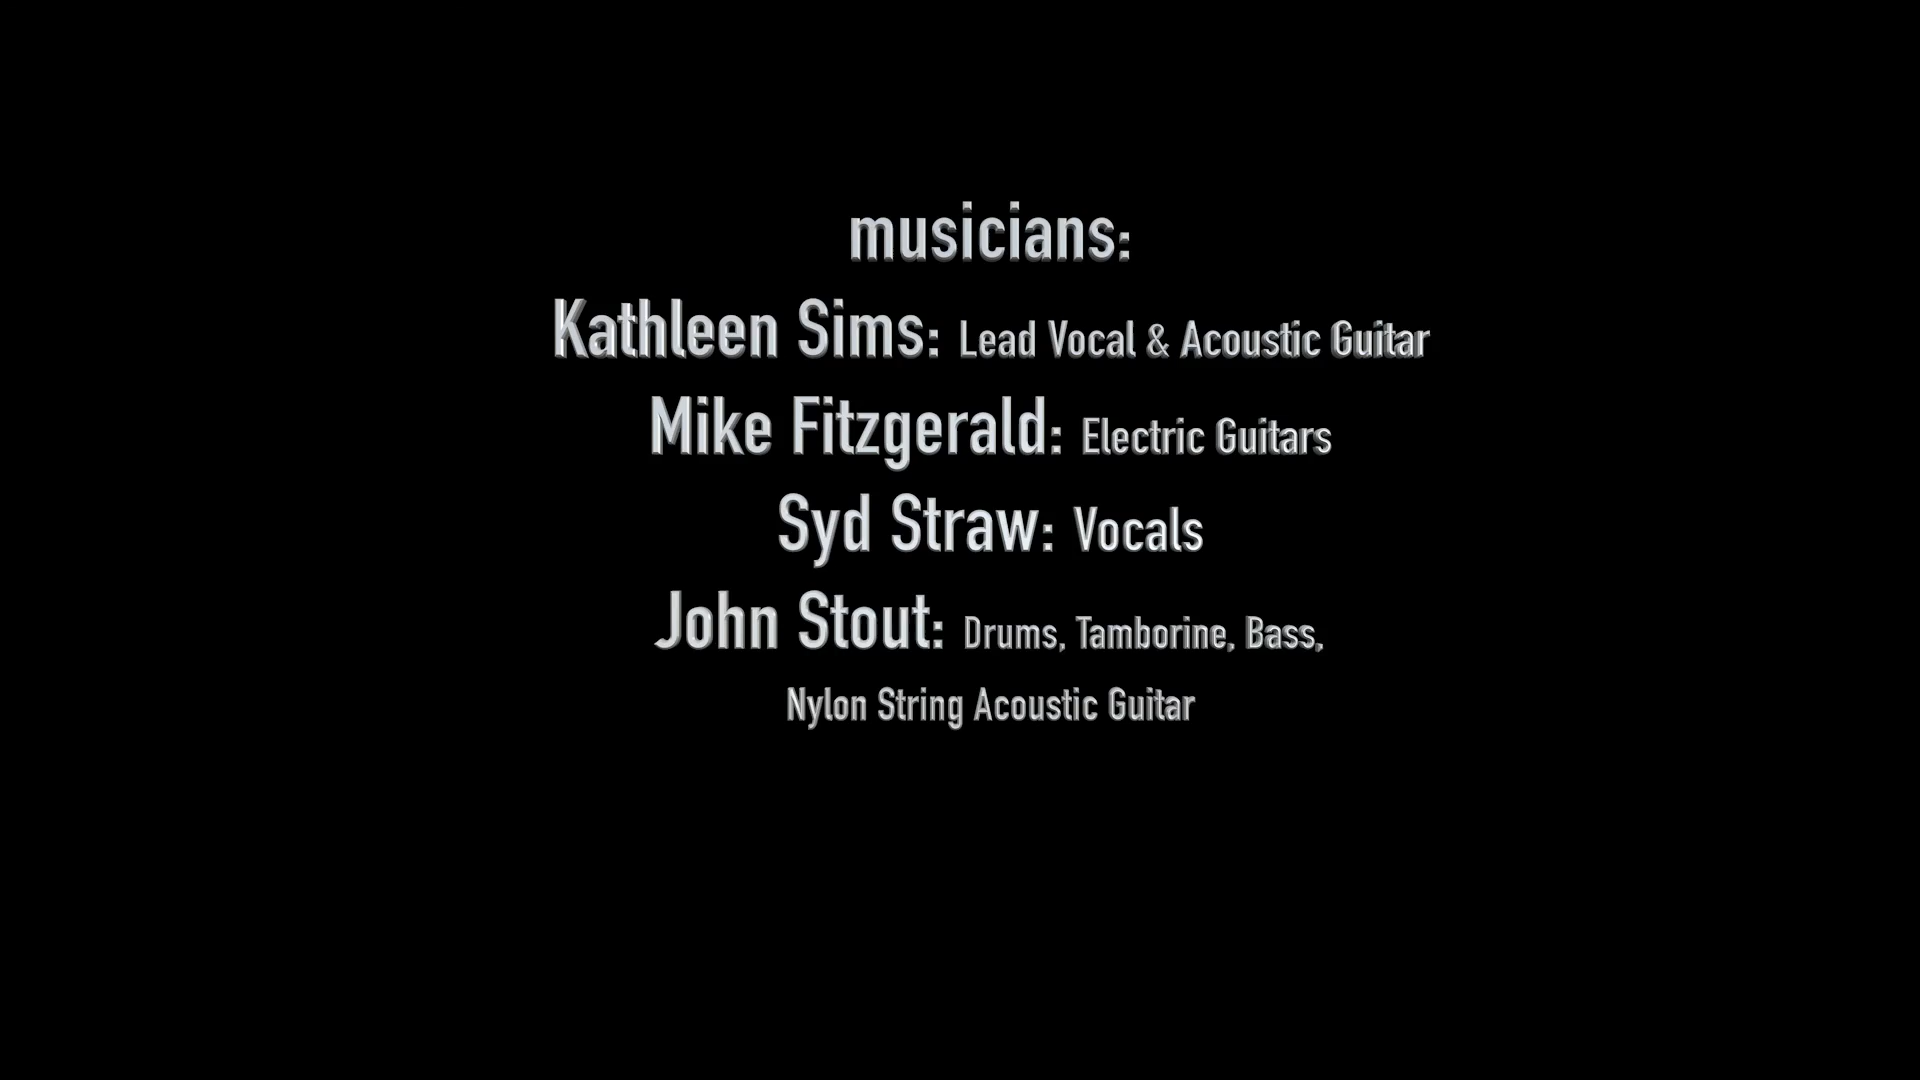 musicians:
Kathleen Sims: Lead Vocal & Acoustic Guitar
Mike Fitzgerald: Electric Guitars
Syd Straw: Vocals
John Stout: Drums, Tamborine, Bass,
Nylon String Acoustic Guitar